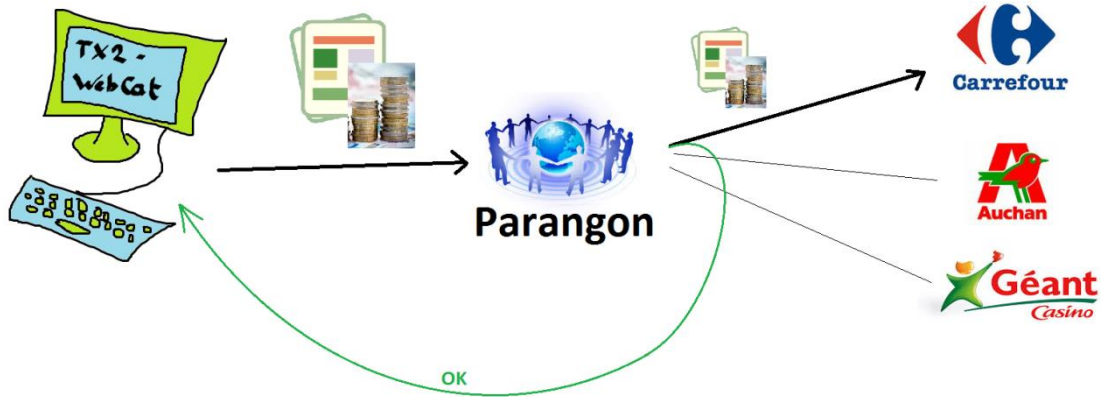 TX2 -
WebCat
Carrefour
Parangon
Auchan
Géant
Casino
OK